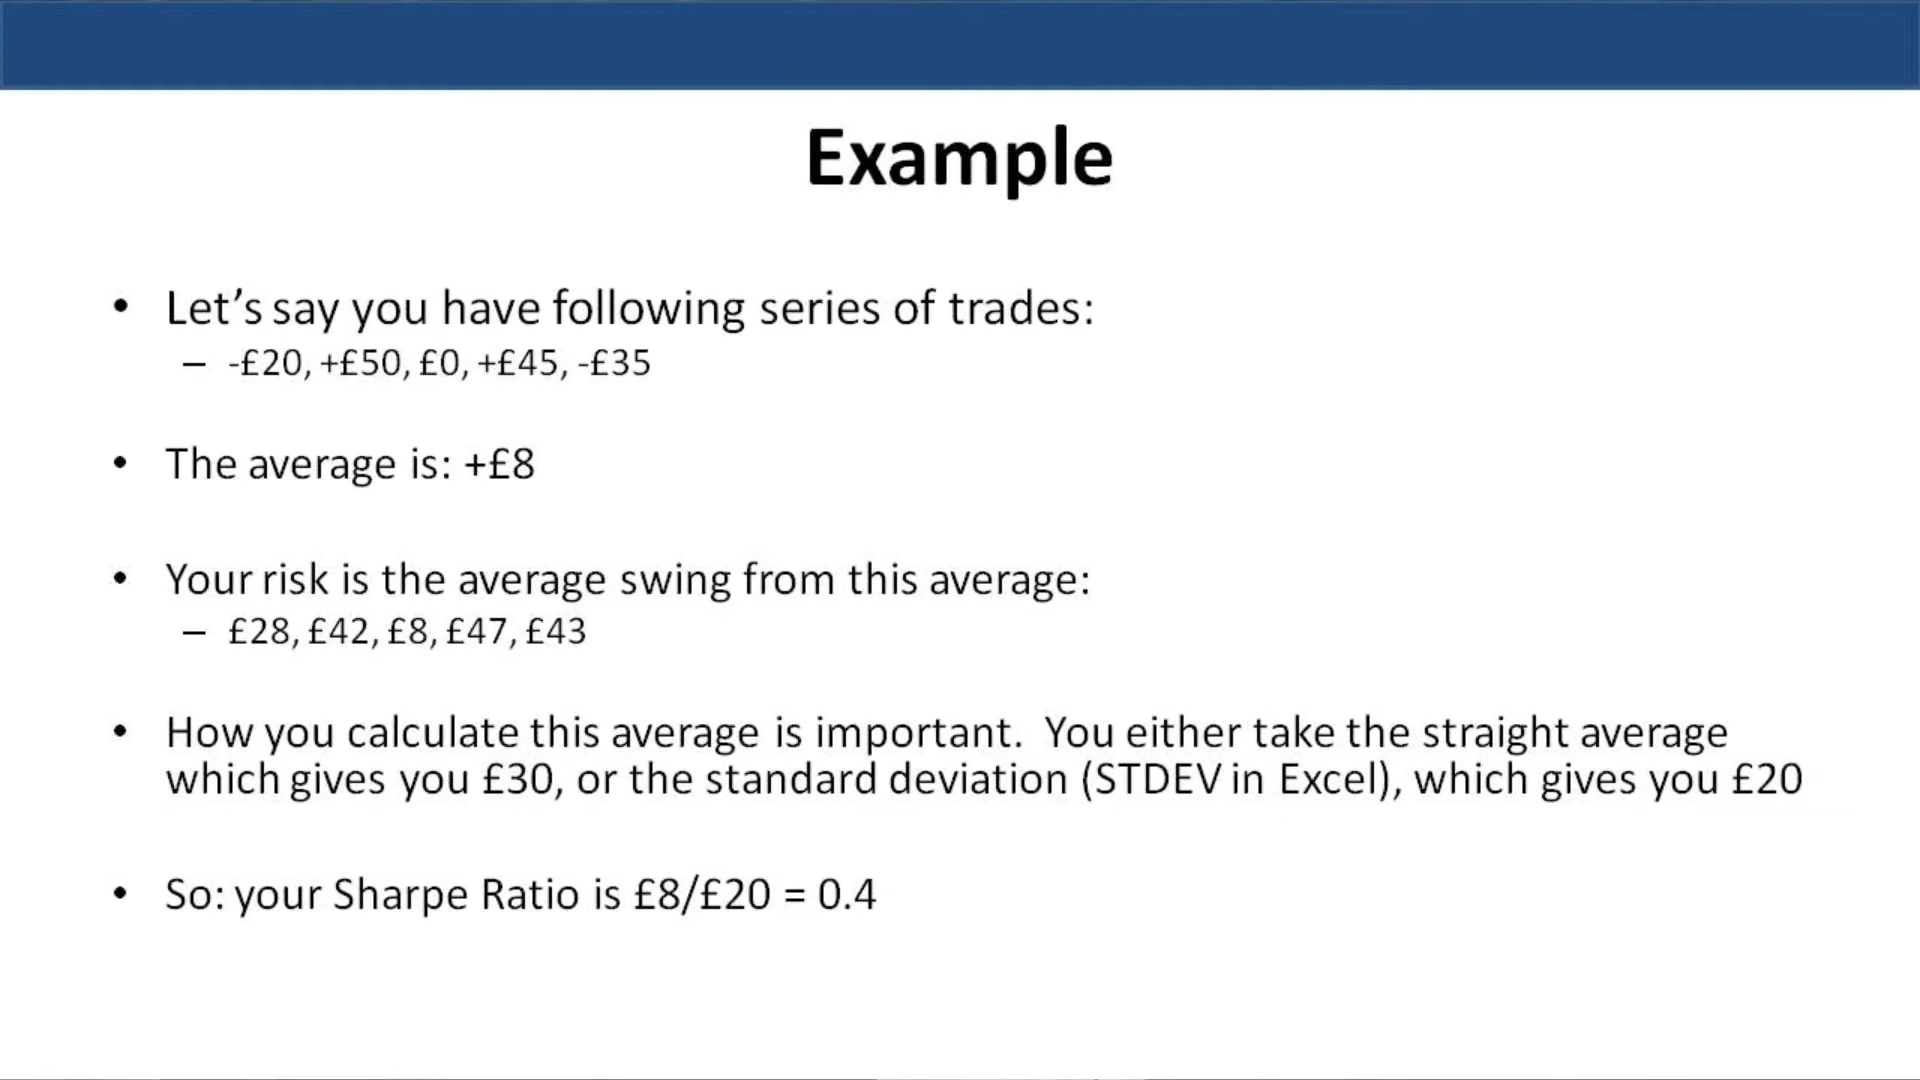 Example
• Let’s say you have following series of trades:
– -£20, +£50, £0, +£45, -£35
• The average is: +£8
• Your risk is the average swing from this average:
– £28, £42, £8, £47, £43
• How you calculate this average is important. You either take the straight average
which gives you £30, or the standard deviation (STDEV in Excel), which gives you £20
• So: your Sharpe Ratio is £8/£20 = 0.4